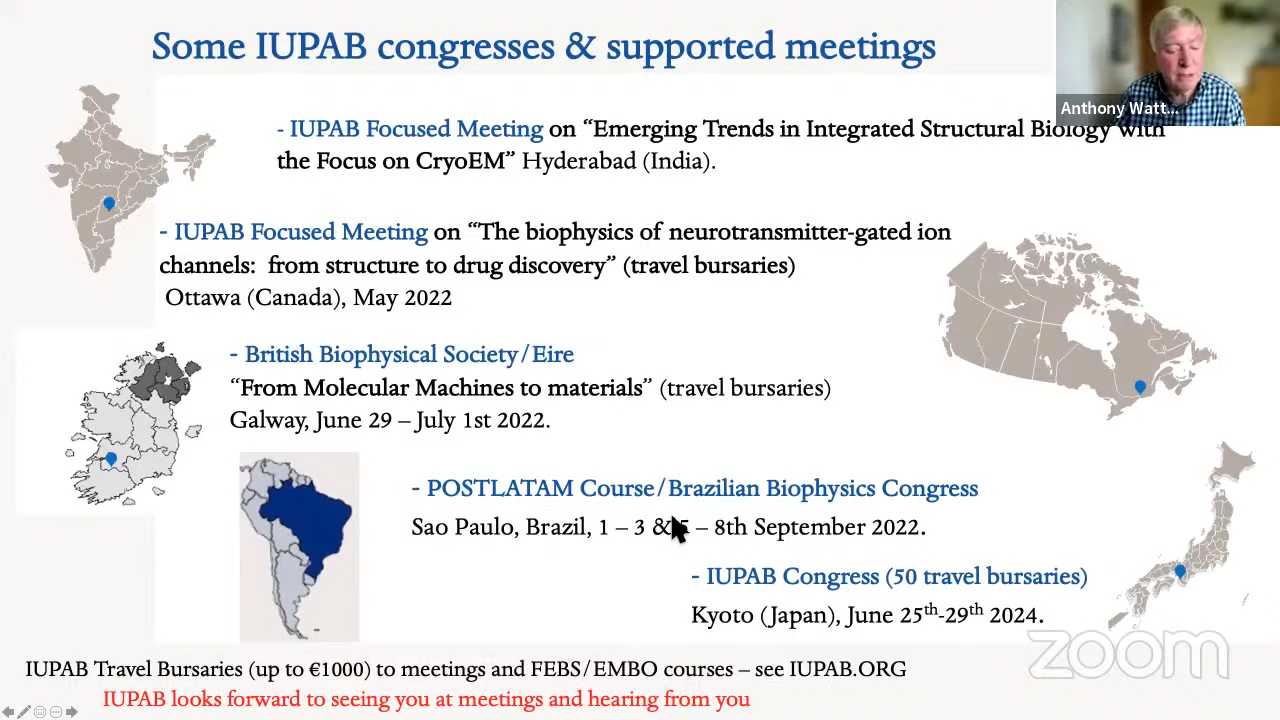 Some IUPAB congresses & supported meetings
Anthony Watt...
- IUPAB Focused Meeting on “Emerging Trends in Integrated Structural Biology with
the Focus on CryoEM” Hyderabad (India).
- IUPAB Focused Meeting on “The biophysics of neurotransmitter-gated ion
channels: from structure to drug discovery” (travel bursaries)
Ottawa (Canada), May 2022
- British Biophysical Society/Eire
“From Molecular Machines to materials” (travel bursaries)
Galway, June 29 – July 1st 2022.
- POSTLATAM Course/Brazilian Biophysics Congress
Sao Paulo, Brazil, 1 – 3 & 5 – 8th September 2022.
- IUPAB Congress (50 travel bursaries)
Kyoto (Japan), June 25th-29th 2024.
zoom
IUPAB Travel Bursaries (up to €1000) to meetings and FEBS/EMBO courses – see IUPAB.ORG
IUPAB looks forward to seeing you at meetings and hearing from you